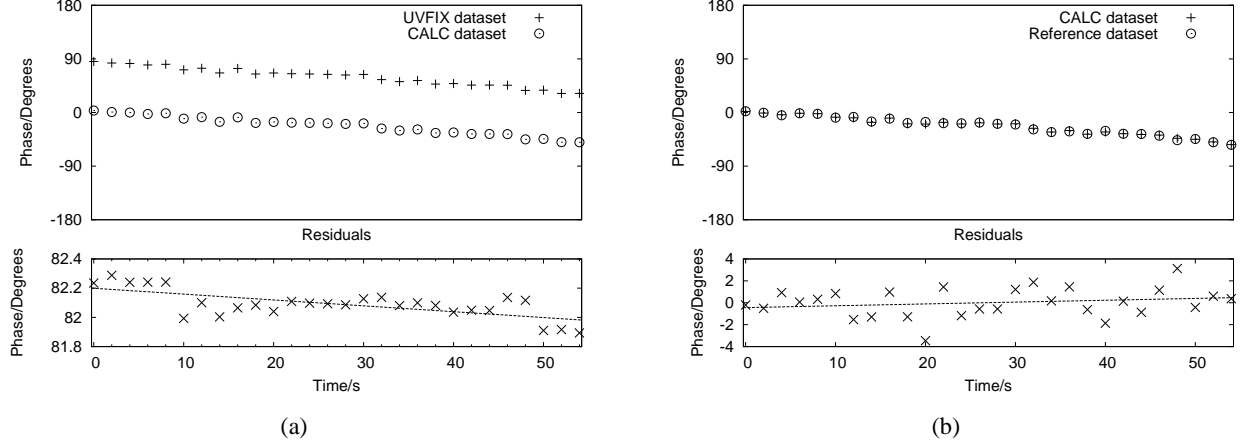 180
90
0
-90
-180
Phase/Degrees
UVFIX dataset
CALC dataset
Residuals
82.4
82.2
82
81.8
Phase/Degrees
0
10
20
30
40
50
Time/s
(a)
180
90
0
-90
-180
Phase/Degrees
CALC dataset
Reference dataset
Residuals
4
2
0
-2
-4
Phase/Degrees
0
10
20
30
40
50
Time/s
(b)